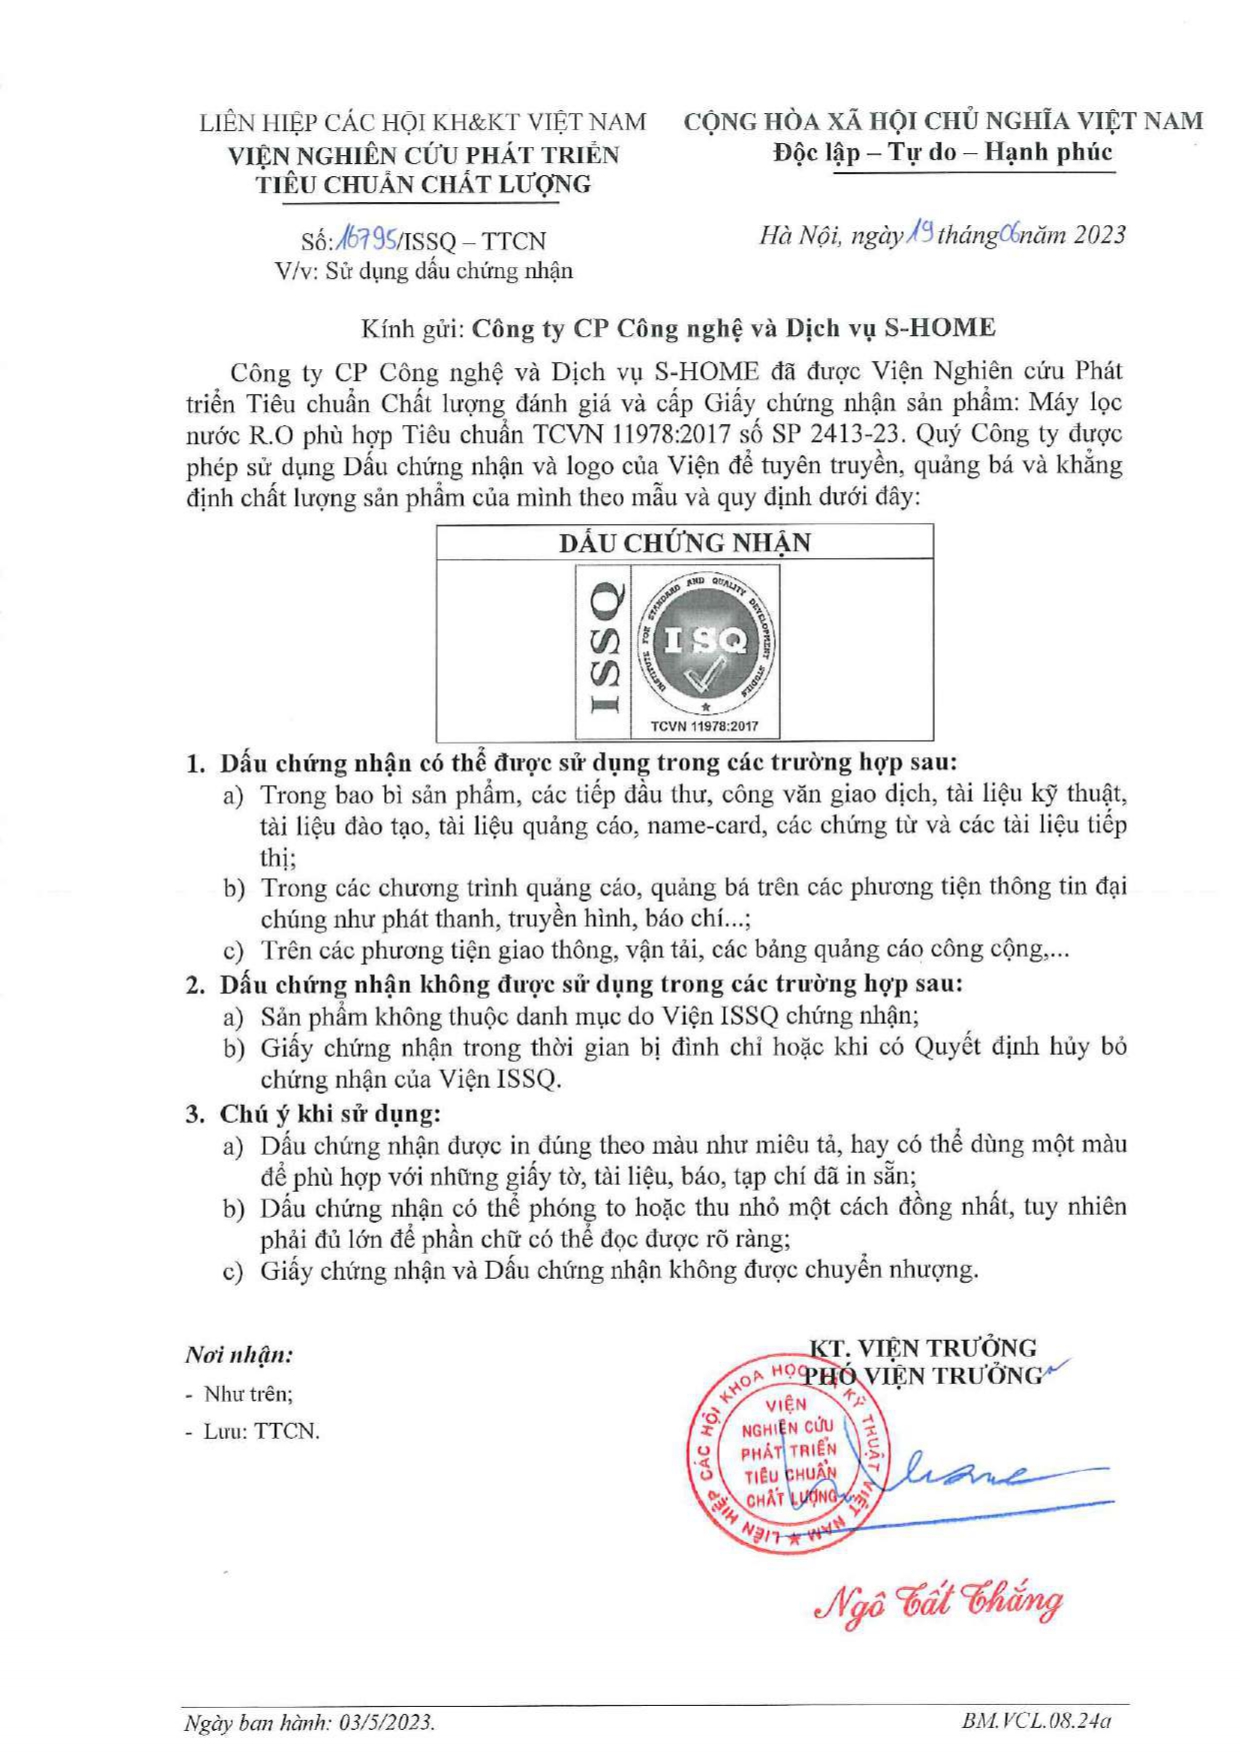 LIÊN HIỆP CÁC HỘI KH&KT VIỆT NAM
VIỆN NGHIÊN CỨU PHÁT TRIỂN
TIÊU CHUẨN CHẤT LƯỢNG
CỘNG HÒA XÃ HỘI CHỦ NGHĨA VIỆT NAM
Độc lập – Tự do – Hạnh phúc
Số: 16795/ISSQ – TTCN
V/v: Sử dụng dấu chứng nhận
Hà Nội, ngày 19 tháng 06 năm 2023
Kính gửi: Công ty CP Công nghệ và Dịch vụ S-HOME
Công ty CP Công nghệ và Dịch vụ S-HOME đã được Viện Nghiên cứu Phát
triển Tiêu chuẩn Chất lượng đánh giá và cấp Giấy chứng nhận sản phẩm: Máy lọc
nước R.O phù hợp Tiêu chuẩn TCVN 11978:2017 số SP 2413-23. Quý Công ty được
phép sử dụng Dấu chứng nhận và logo của Viện để tuyên truyền, quảng bá và khẳng
định chất lượng sản phẩm của mình theo mẫu và quy định dưới đây:
DẤU CHỨNG NHẬN
ISSQ
INSTITUTE FOR STANDARD AND QUALITY DEVELOPMENT STUDIES
ISQ
TCVN 11978:2017
1. Dấu chứng nhận có thể được sử dụng trong các trường hợp sau:
a) Trong bao bì sản phẩm, các tiếp đầu thư, công văn giao dịch, tài liệu kỹ thuật,
tài liệu đào tạo, tài liệu quảng cáo, name-card, các chứng từ và các tài liệu tiếp
thị;
b) Trong các chương trình quảng cáo, quảng bá trên các phương tiện thông tin đại
chúng như phát thanh, truyền hình, báo chí...;
c) Trên các phương tiện giao thông, vận tải, các bảng quảng cáo công cộng,...
2. Dấu chứng nhận không được sử dụng trong các trường hợp sau:
a) Sản phẩm không thuộc danh mục do Viện ISSQ chứng nhận;
b) Giấy chứng nhận trong thời gian bị đình chỉ hoặc khi có Quyết định hủy bỏ
chứng nhận của Viện ISSQ.
3. Chú ý khi sử dụng:
a) Dấu chứng nhận được in đúng theo màu như miêu tả, hay có thể dùng một màu
để phù hợp với những giấy tờ, tài liệu, báo, tạp chí đã in sẵn;
b) Dấu chứng nhận có thể phóng to hoặc thu nhỏ một cách đồng nhất, tuy nhiên
phải đủ lớn để phần chữ có thể đọc được rõ ràng;
c) Giấy chứng nhận và Dấu chứng nhận không được chuyển nhượng.
Nơi nhận:
- Như trên;
- Lưu: TTCN.
KT. VIỆN TRƯỞNG
PHÓ VIỆN TRƯỞNG
LIÊN HIỆP CÁC HỘI KHOA HỌC VÀ KỸ THUẬT VIỆT NAM
VIỆN
NGHIÊN CỨU
PHÁT TRIỂN
TIÊU CHUẨN
CHẤT LƯỢNG
Ngô Tất Thắng
Ngày ban hành: 03/5/2023.
BM.VCL.08.24a